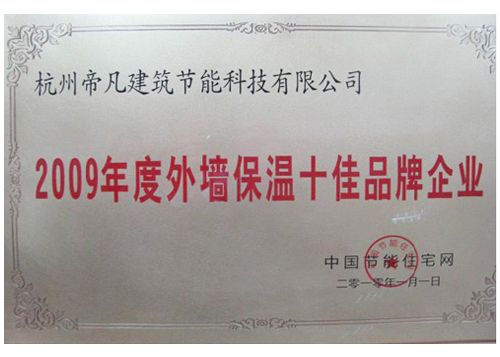 杭州帝凡建筑节能科技有限公司
2009年度外墙保温十佳品牌企业
中国节能住宅网
二零一零年一月一日